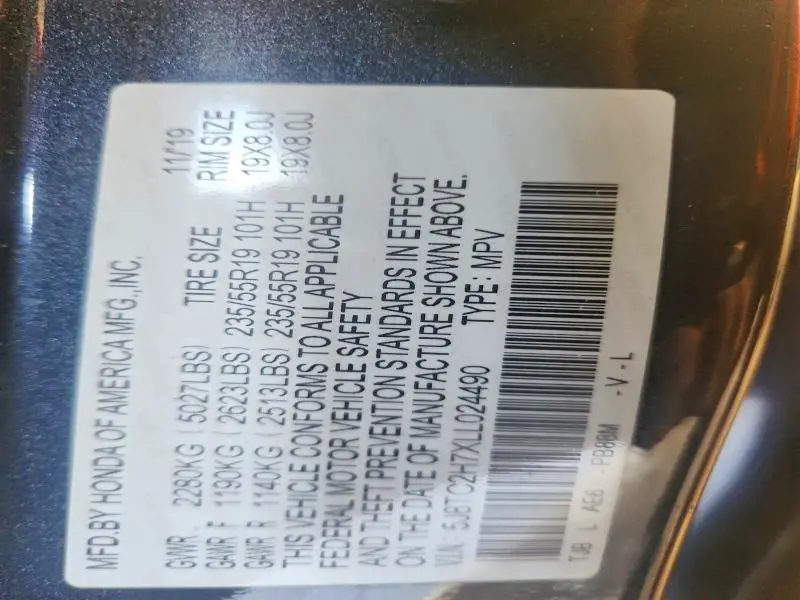 MFD.BY HONDA OF AMERICA MFG.,INC. 11/19
GVWR 2280KG (5027LBS) TIRE SIZE RIM SIZE
GAWR F 1190KG (2623LBS) 235/55R19 101H 19X8.0J
GAWR R 1140KG (2513LBS) 235/55R19 101H 19X8.0J
THIS VEHICLE CONFORMS TO ALL APPLICABLE
FEDERAL MOTOR VEHICLE SAFETY
AND THEFT PREVENTION STANDARDS IN EFFECT
ON THE DATE OF MANUFACTURE SHOWN ABOVE.
V.I.N: 5J8TC2H7XLL024490 TYPE: MPV
TJB L AE6 -PB88M -V-L